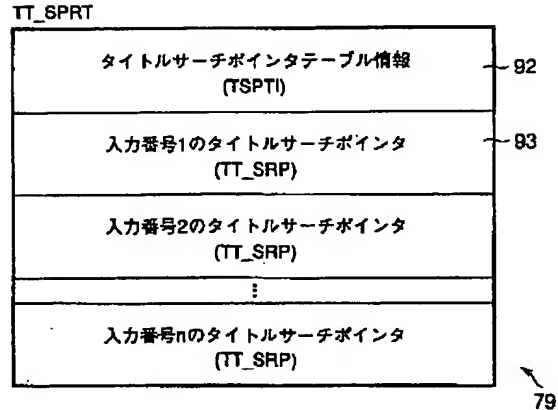 TT_SPRT
タイトルサーチポインタテーブル情報
(TSPTI)
92
入力番号1のタイトルサーチポインタ
(TT_SRP)
93
入力番号2のタイトルサーチポインタ
(TT_SRP)
⋮
入力番号nのタイトルサーチポインタ
(TT_SRP)
79